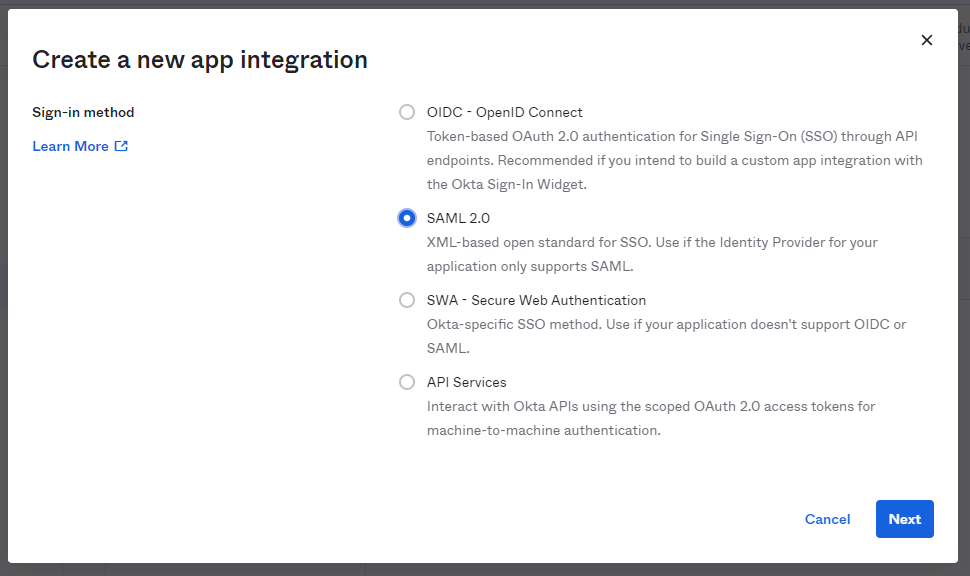 Create a new app integration
Sign-in method
Learn More
OIDC - OpenID Connect
Token-based OAuth 2.0 authentication for Single Sign-On (SSO) through API
endpoints. Recommended if you intend to build a custom app integration with
the Okta Sign-In Widget.
SAML 2.0
XML-based open standard for SSO. Use if the Identity Provider for your
application only supports SAML.
SWA - Secure Web Authentication
Okta-specific SSO method. Use if your application doesn't support OIDC or
SAML.
API Services
Interact with Okta APIs using the scoped OAuth 2.0 access tokens for
machine-to-machine authentication.
Cancel
Next